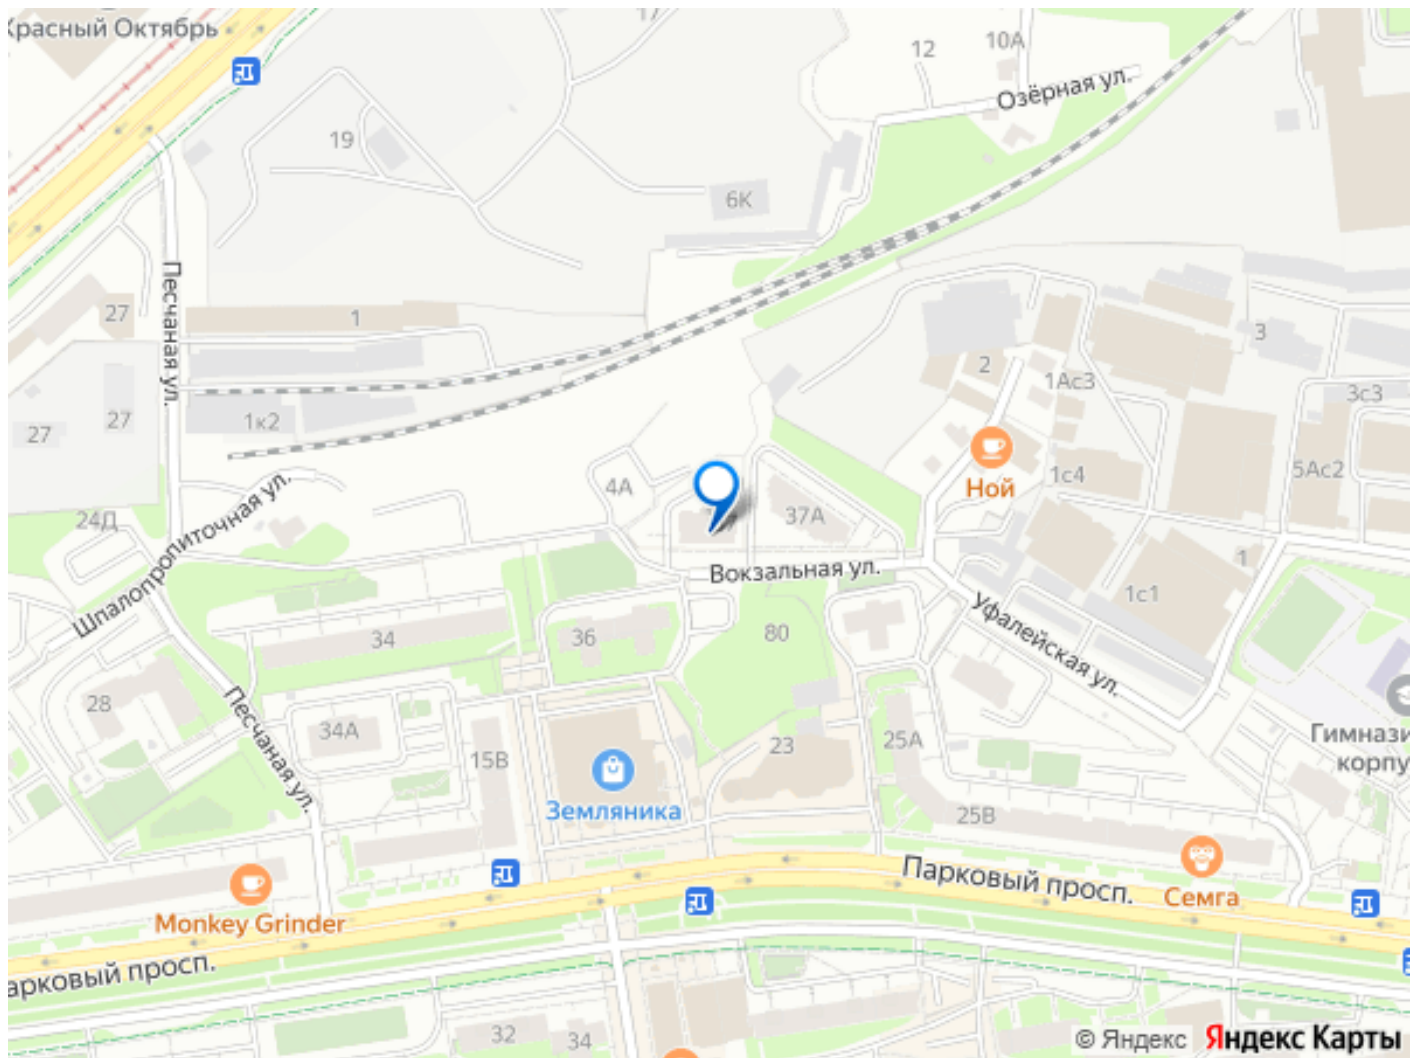 Красный Октябрь
17
12
10А
Озёрная ул.
19
6К
Песчаная ул.
27
1
3
2
1Ас3
3с3
27
27
1к2
Ной
1с4
5Ас2
4А
37А
24Д
Шпалопропиточная ул.
Вокзальная ул.
1
1с1
Уфалейская ул.
34
36
80
28
Песчаная ул.
34А
15В
23
25А
Гимнази
корпу
Земляника
25В
Парковый просп.
Семга
Monkey Grinder
арковый просп.
32
34
© Яндекс Яндекс Карты